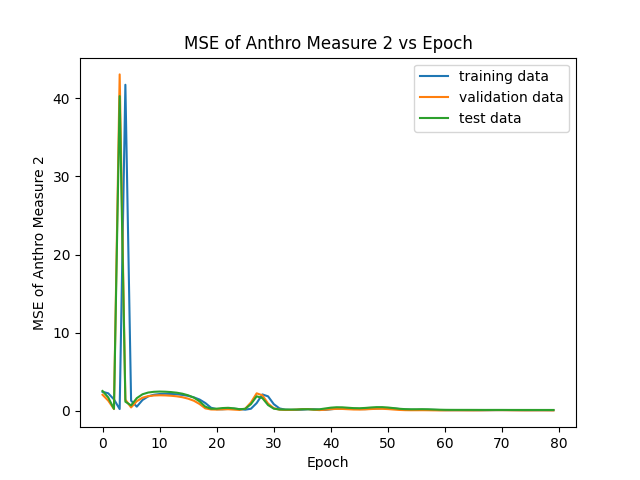 MSE of Anthro Measure 2 vs Epoch
training data
validation data
test data
MSE of Anthro Measure 2
40
30
20
10
0
0 10 20 30 40 50 60 70 80
Epoch